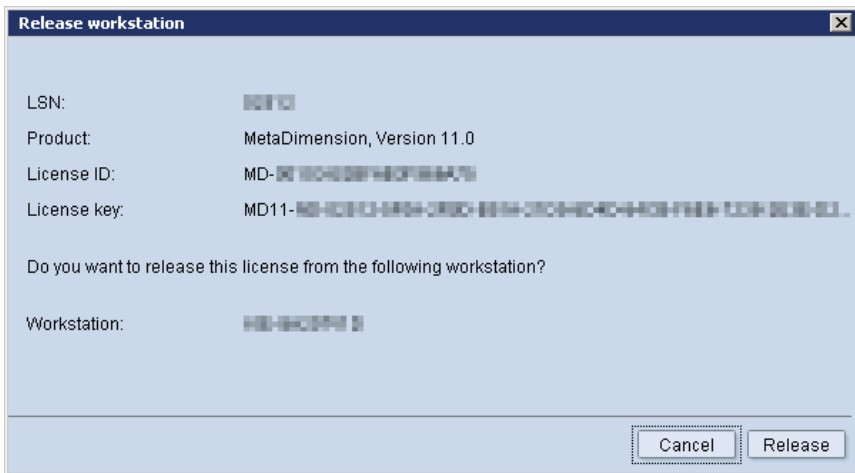 Release workstation
LSN:
Product: MetaDimension, Version 11.0
License ID: MD-
License key: MD11-
Do you want to release this license from the following workstation?
Workstation:
Cancel Release